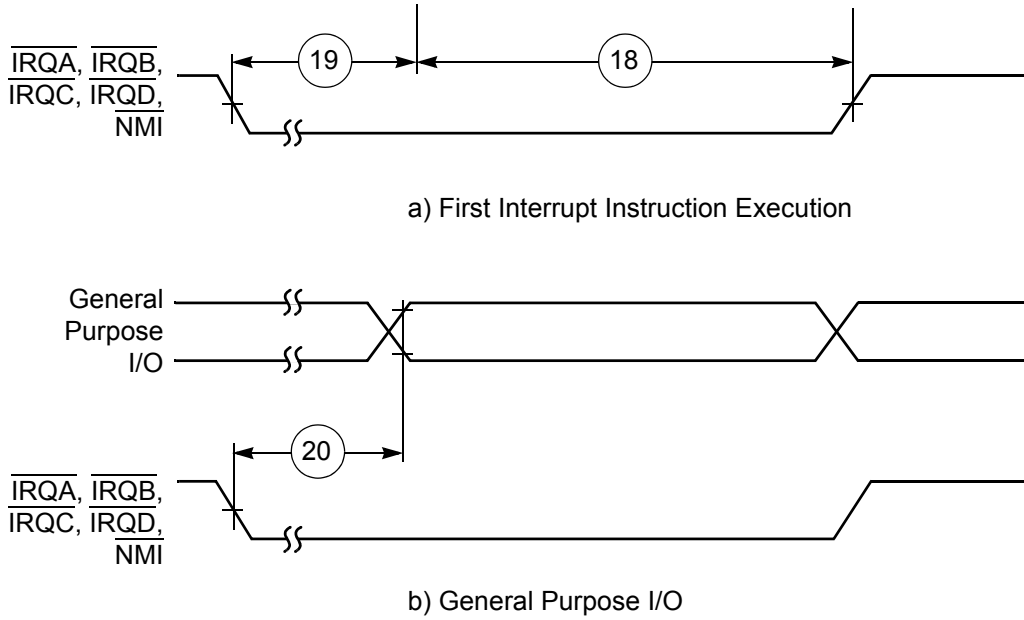 IRQA, IRQB,
IRQC, IRQD,
NMI
19
18
a) First Interrupt Instruction Execution
General
Purpose
I/O
20
IRQA, IRQB,
IRQC, IRQD,
NMI
b) General Purpose I/O